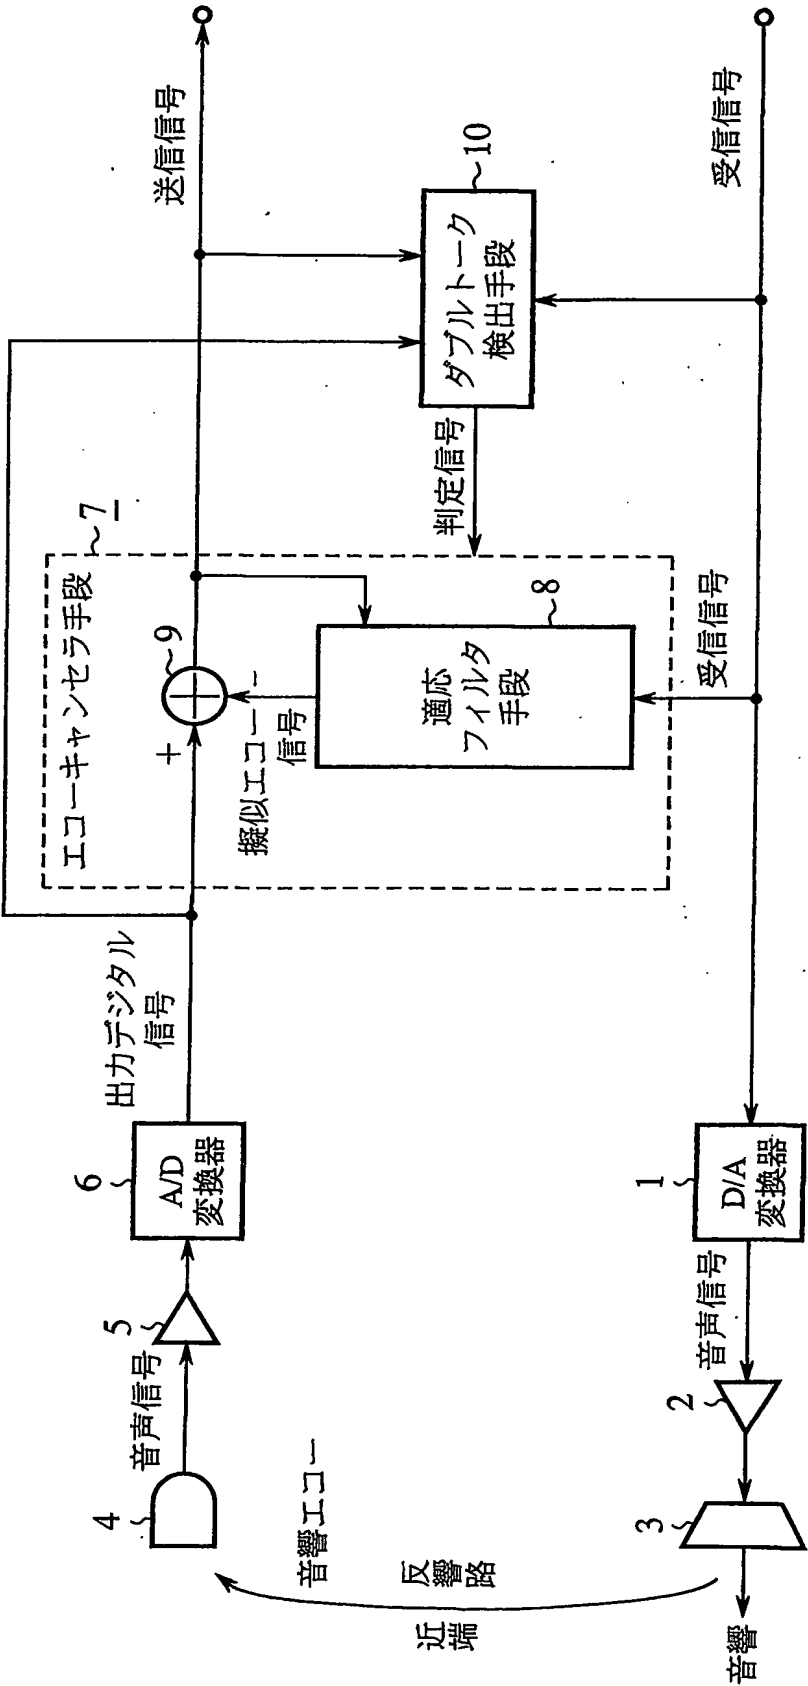 4
音声信号
5
6
A/D
変換器
出力デジタル
信号
エコーキャンセラ手段
7
+
9
擬似エコー
信号
-
適応
フィルタ
手段
8
判定信号
ダブルトーク
検出手段
10
送信信号
受信信号
受信信号
1
D/A
変換器
音声信号
2
3
音響
音響エコー
反響路
近端